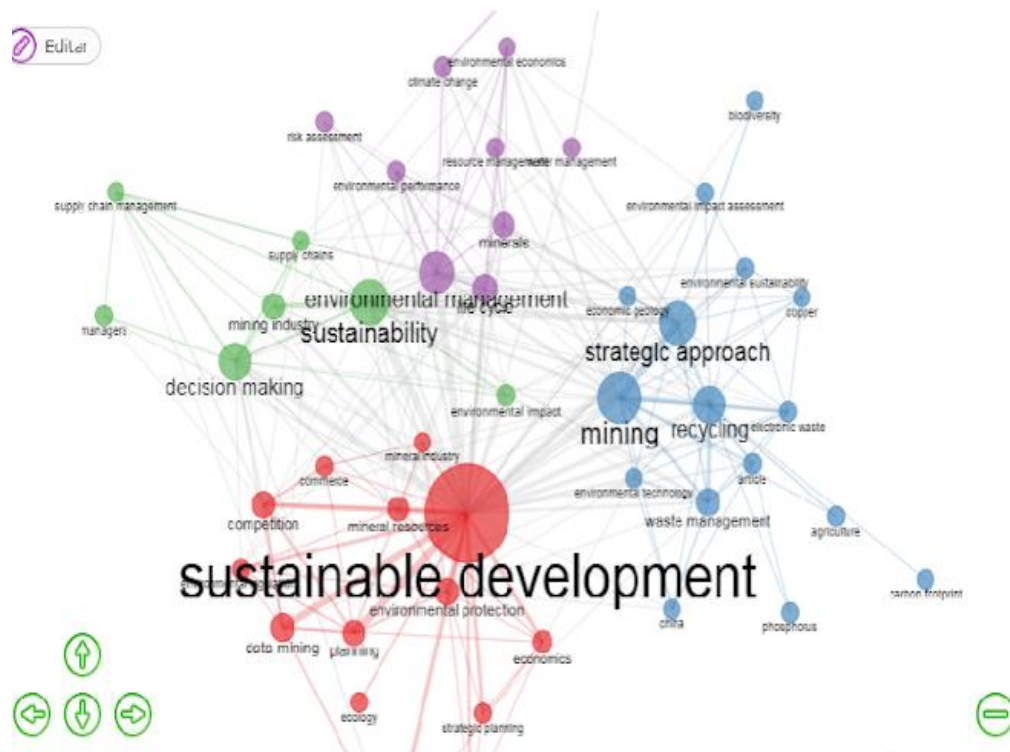 Editar
environmental economics
climate change
biodiversity
risk assessment
resource management
management
environmental performance
supply chain management
environmental impact assessment
minerals
supply chains
environmental sustainability
environmental management
life cycle
economic geology
copper
mining industry
managers
sustainability
strategic approach
decision making
environmental impact
mining
recycling
electronic waste
mineral industry
commerce
article
environmental technology
competition
mineral resources
waste management
agriculture
sustainable development
environmental protection
carbon footprint
china
phosphorus
data mining
planning
economics
ecology
strategic planning